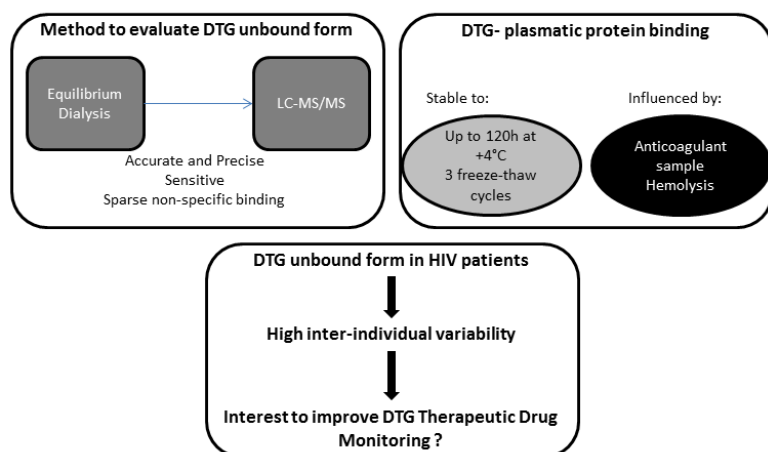 Method to evaluate DTG unbound form
Equilibrium
Dialysis
LC-MS/MS
Accurate and Precise
Sensitive
Sparse non-specific binding
DTG- plasmatic protein binding
Stable to:
Up to 120h at
+4°C
3 freeze-thaw
cycles
Influenced by:
Anticoagulant
sample
Hemolysis
DTG unbound form in HIV patients
High inter-individual variability
Interest to improve DTG Therapeutic Drug
Monitoring ?